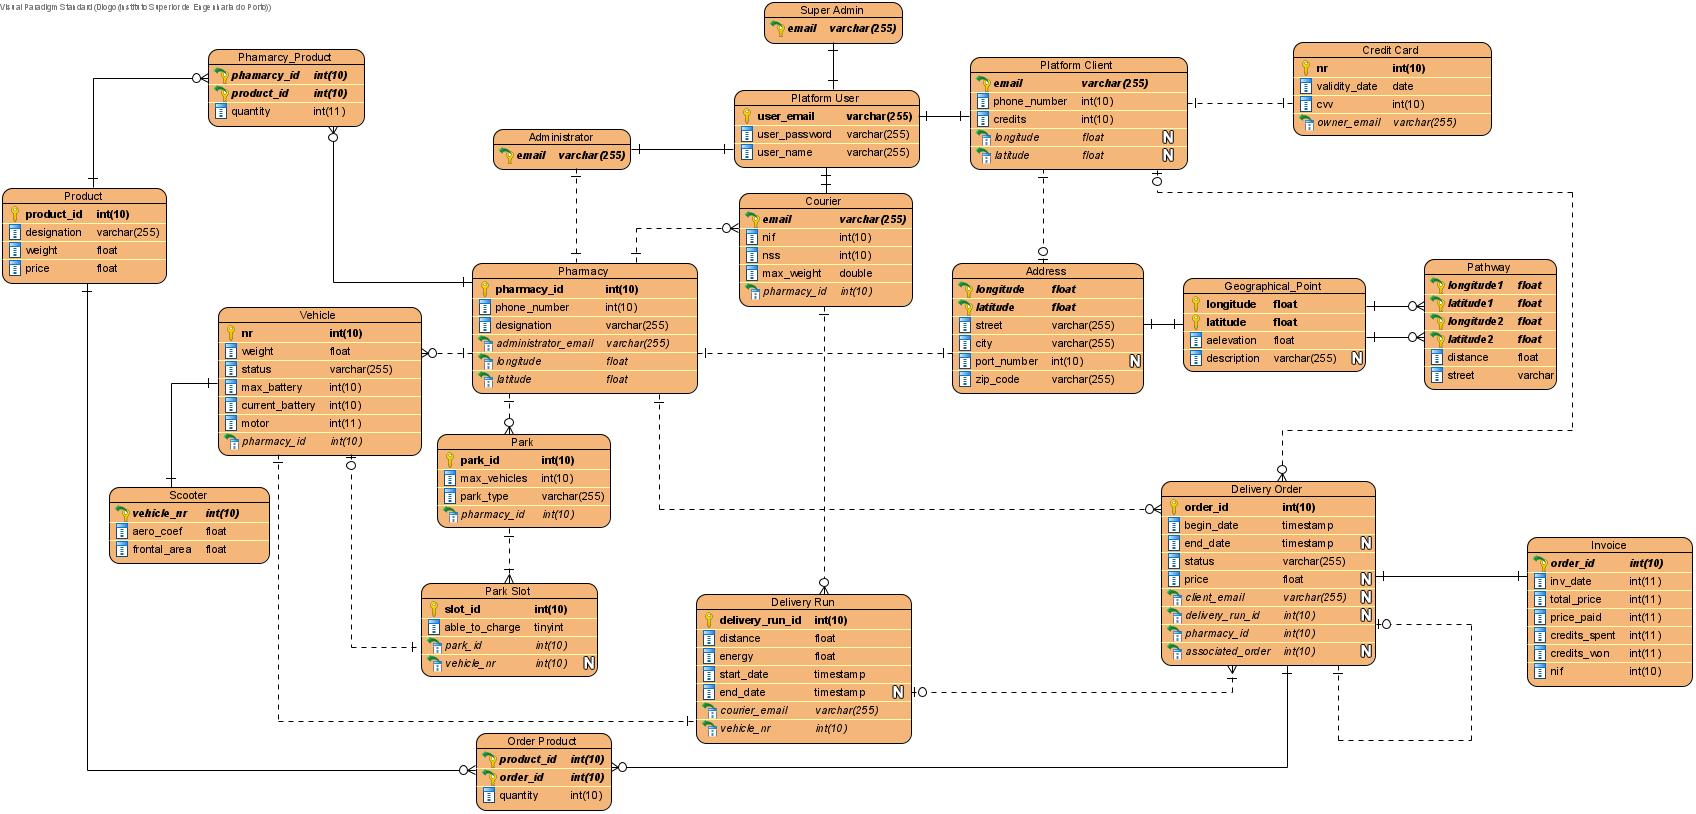 Visual Paradigm Standard (Diogo (Instituto Superior de Engenharia do Porto))
Super Admin
email varchar(255)
Phamarcy_Product
phamarcy_id int(10)
product_id int(10)
quantity int(11)
Platform Client
email varchar(255)
phone_number int(10)
credits int(10)
longitude float N
latitude float N
Credit Card
nr int(10)
validity_date date
cvv int(10)
owner_email varchar(255)
Platform User
user_email varchar(255)
user_password varchar(255)
user_name varchar(255)
Administrator
email varchar(255)
Product
product_id int(10)
designation varchar(255)
weight float
price float
Courier
email varchar(255)
nif int(10)
nss int(10)
max_weight double
pharmacy_id int(10)
Pharmacy
pharmacy_id int(10)
phone_number int(10)
designation varchar(255)
administrator_email varchar(255)
longitude float
latitude float
Address
longitude float
latitude float
street varchar(255)
city varchar(255)
port_number int(10) N
zip_code varchar(255)
Geographical_Point
longitude float
latitude float
aelevation float
description varchar(255) N
Pathway
longitude1 float
latitude1 float
longitude2 float
latitude2 float
distance float
street varchar
Vehicle
nr int(10)
weight float
status varchar(255)
max_battery int(10)
current_battery int(10)
motor int(11)
pharmacy_id int(10)
Park
park_id int(10)
max_vehicles int(10)
park_type varchar(255)
pharmacy_id int(10)
Scooter
vehicle_nr int(10)
aero_coef float
frontal_area float
Delivery Order
order_id int(10)
begin_date timestamp
end_date timestamp N
status varchar(255)
price float N
client_email varchar(255) N
delivery_run_id int(10) N
pharmacy_id int(10)
associated_order int(10) N
Invoice
order_id int(10)
inv_date int(11)
total_price int(11)
price_paid int(11)
credits_spent int(11)
credits_won int(11)
nif int(10)
Park Slot
slot_id int(10)
able_to_charge tinyint
park_id int(10)
vehicle_nr int(10) N
Delivery Run
delivery_run_id int(10)
distance float
energy float
start_date timestamp
end_date timestamp N
courier_email varchar(255)
vehicle_nr int(10)
Order Product
product_id int(10)
order_id int(10)
quantity int(10)